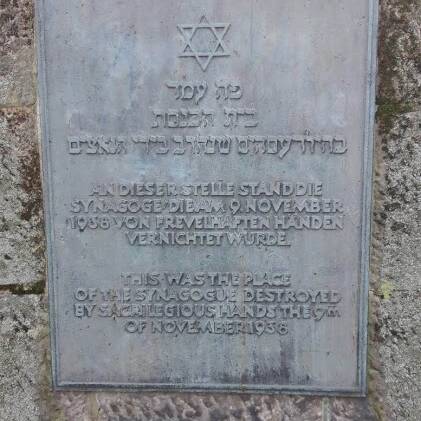 פה עמד
בית הכנסת
שנחרב בידי הנאצים
AN DIESER STELLE STAND DIE
SYNAGOGE DIE AM 9. NOVEMBER
1938 VON FREVELHAFTEN HÄNDEN
VERNICHTET WURDE.
THIS WAS THE PLACE
OF THE SYNAGOGUE DESTROYED
BY SACRILEGIOUS HANDS THE 9TH
OF NOVEMBER 1938